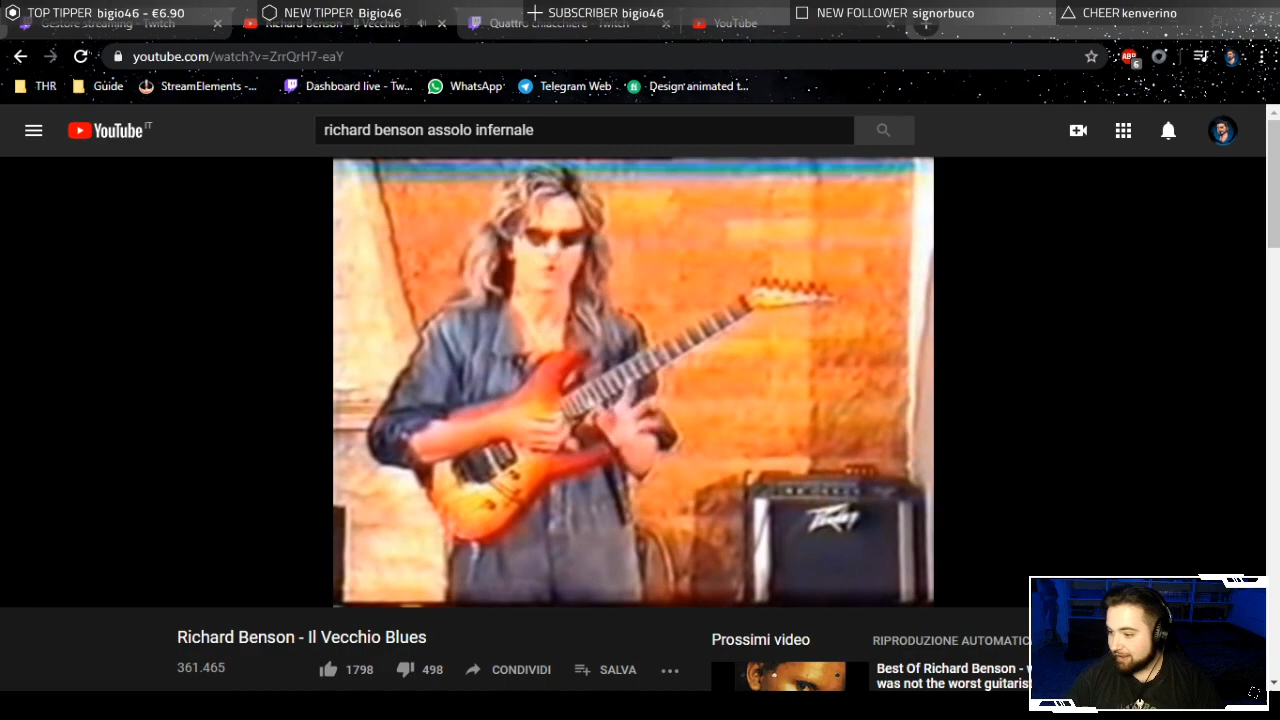 TOP TIPPER bigio46 - €6.90
NEW TIPPER Bigio46
SUBSCRIBER bigio46
NEW FOLLOWER signorbuco
CHEER kenverino
Gestore streaming - Twitch
Richard Benson - Il Vecchio
Quattro chiacchiere - Twitch
YouTube
youtube.com/watch?v=ZrrQrH7-eaY
ABP
6
THR
Guide
StreamElements -...
Dashboard live - Tw...
WhatsApp
Telegram Web
fi
Design animated t...
YouTube IT
richard benson assolo infernale
PEAVEY
Richard Benson - Il Vecchio Blues
361.465
1798
498
CONDIVIDI
SALVA
Prossimi video
RIPRODUZIONE AUTOMATIC
Best Of Richard Benson - w
was not the worst guitaris